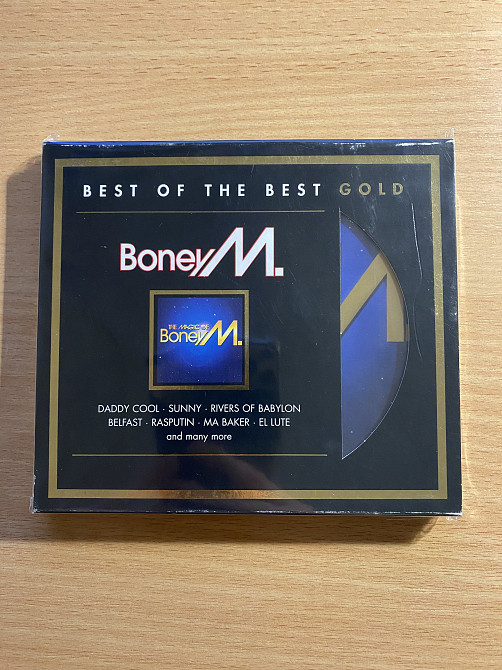 BEST OF THE BEST GOLD
Boney M.
THE MAGIC OF
Boney M.
DADDY COOL · SUNNY · RIVERS OF BABYLON
BELFAST · RASPUTIN · MA BAKER · EL LUTE
and many more